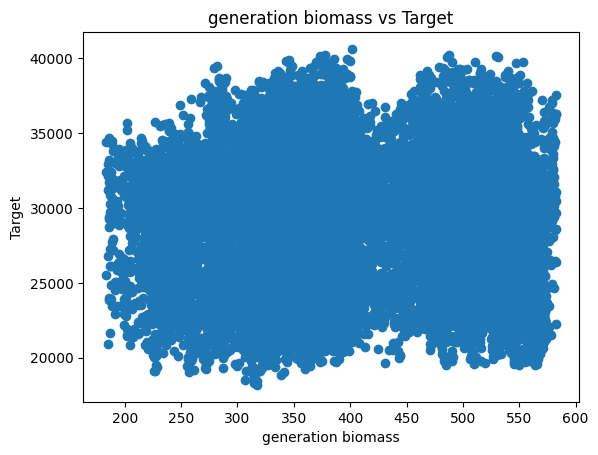 generation biomass vs Target
Target
40000
35000
30000
25000
20000
200 250 300 350 400 450 500 550 600
generation biomass